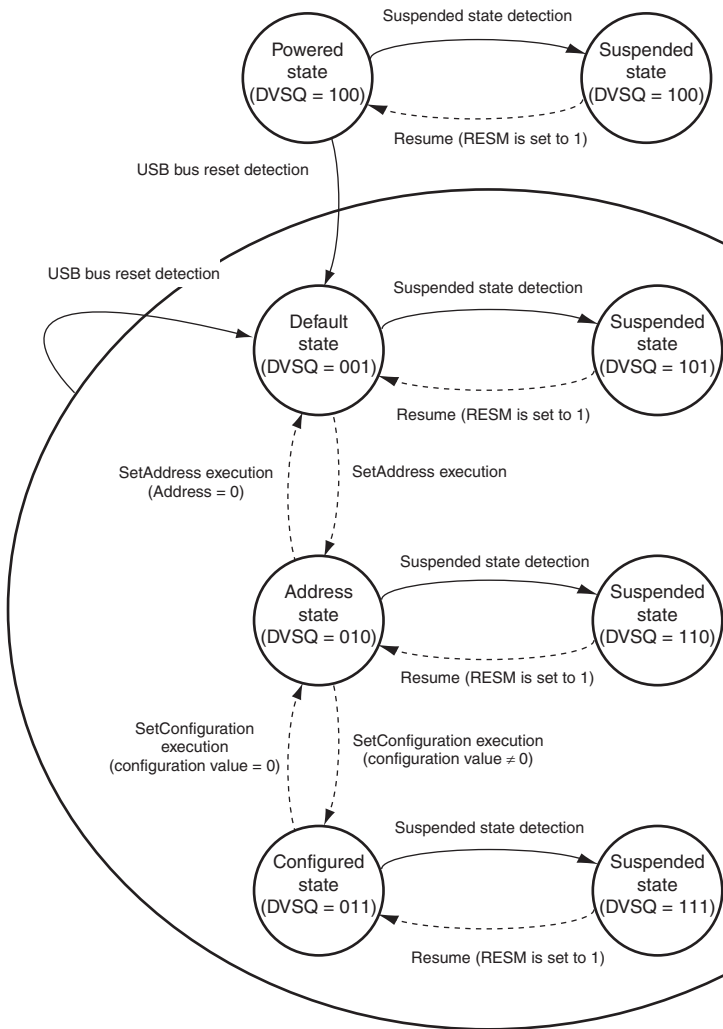 Suspended state detection
Powered
state
(DVSQ = 100)
Suspended
state
(DVSQ = 100)
Resume (RESM is set to 1)
USB bus reset detection
USB bus reset detection
Suspended state detection
Default
state
(DVSQ = 001)
Suspended
state
(DVSQ = 101)
Resume (RESM is set to 1)
SetAddress execution
(Address = 0)
SetAddress execution
Suspended state detection
Address
state
(DVSQ = 010)
Suspended
state
(DVSQ = 110)
Resume (RESM is set to 1)
SetConfiguration
execution
(configuration value = 0)
SetConfiguration execution
(configuration value ≠ 0)
Suspended state detection
Configured
state
(DVSQ = 011)
Suspended
state
(DVSQ = 111)
Resume (RESM is set to 1)